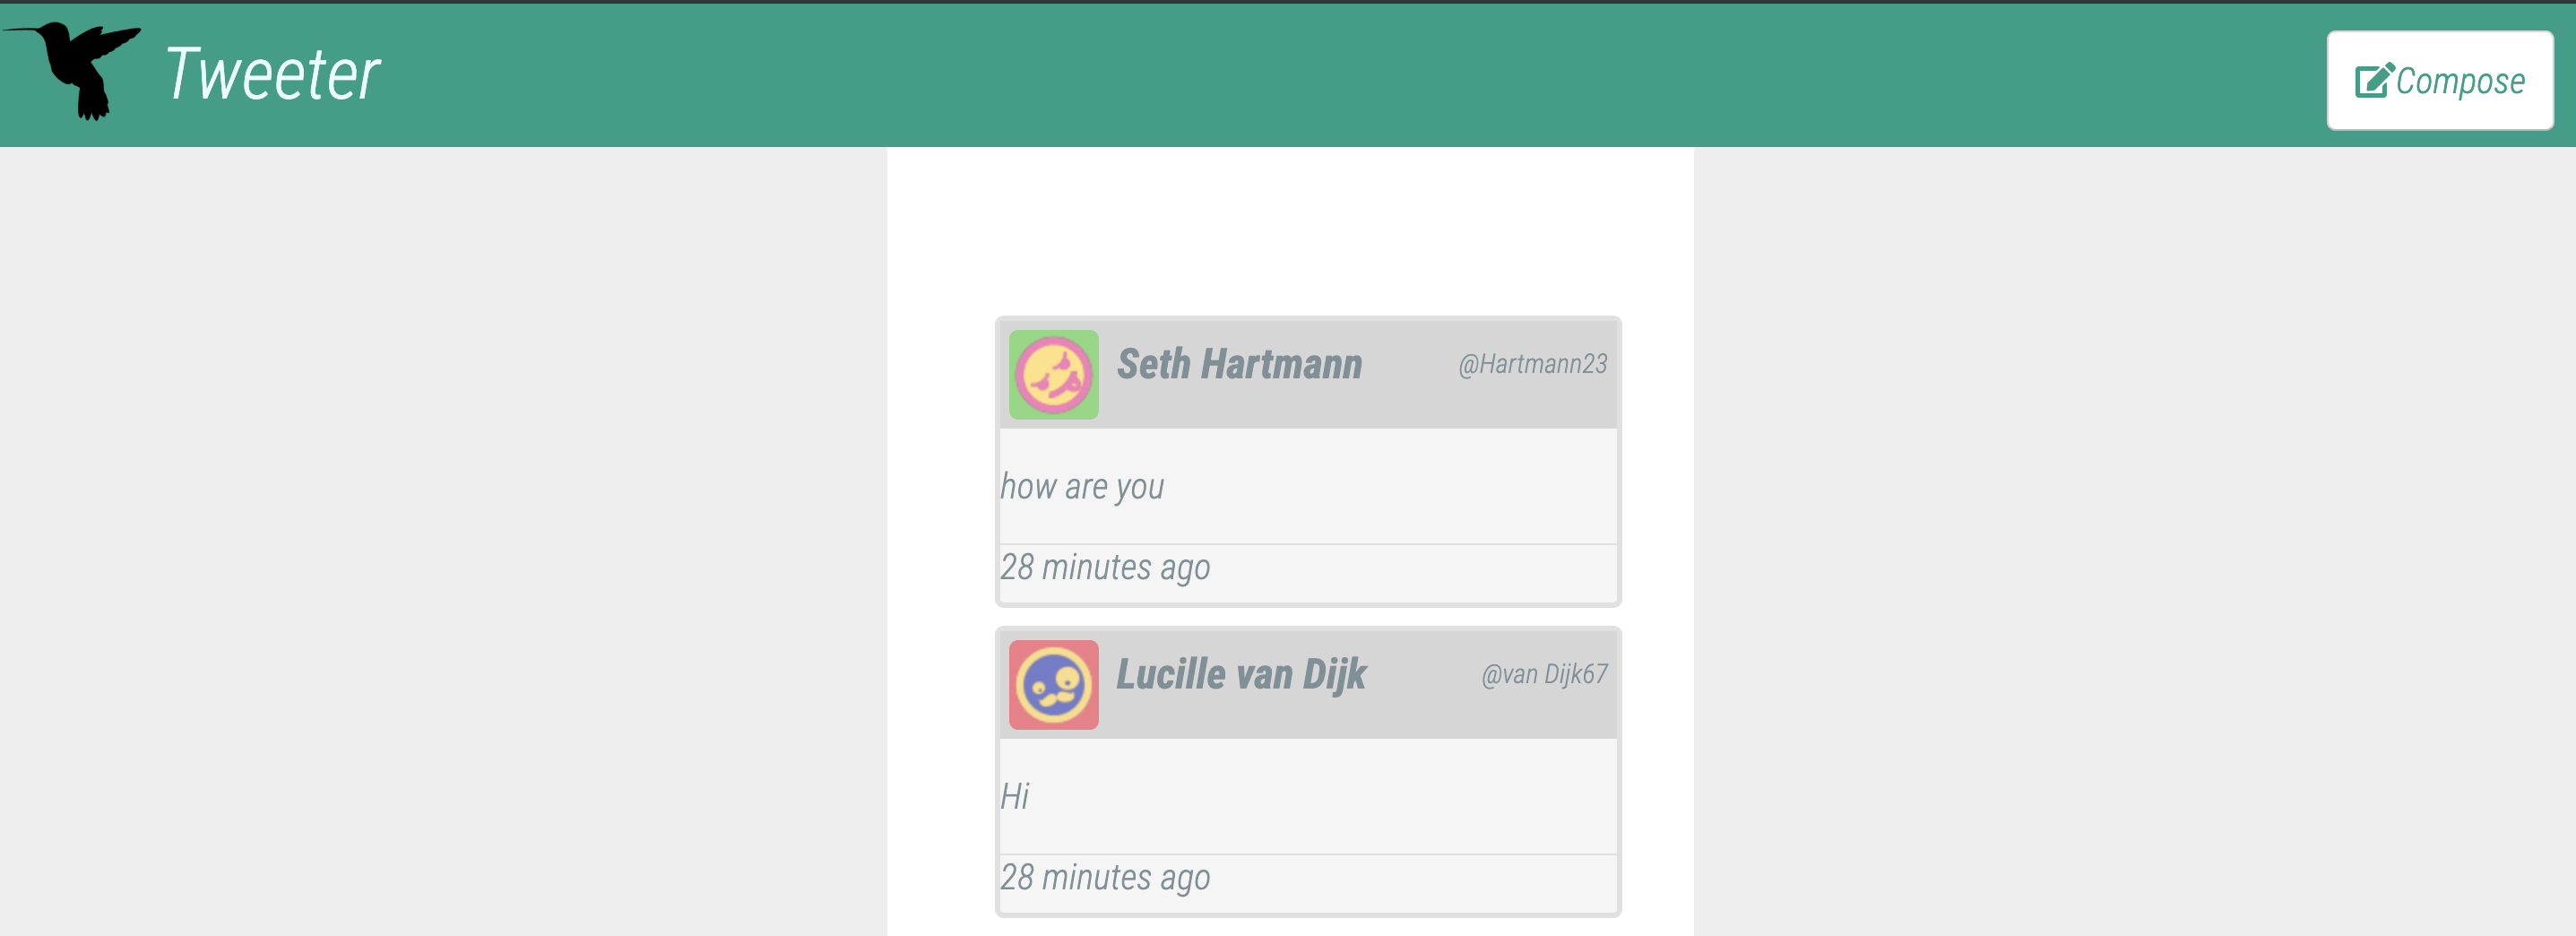 Tweeter
Compose
Seth Hartmann @Hartmann23
how are you
28 minutes ago
Lucille van Dijk @van Dijk67
Hi
28 minutes ago